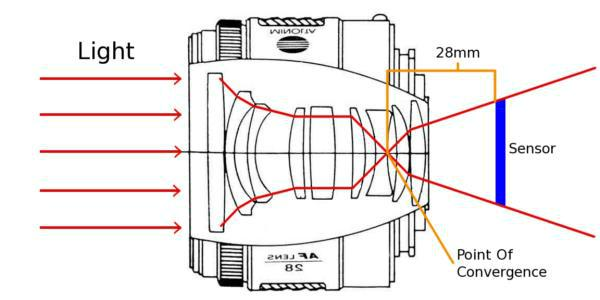 Light
MINOLTA
28mm
Sensor
AF LENS
28
Point Of
Convergence